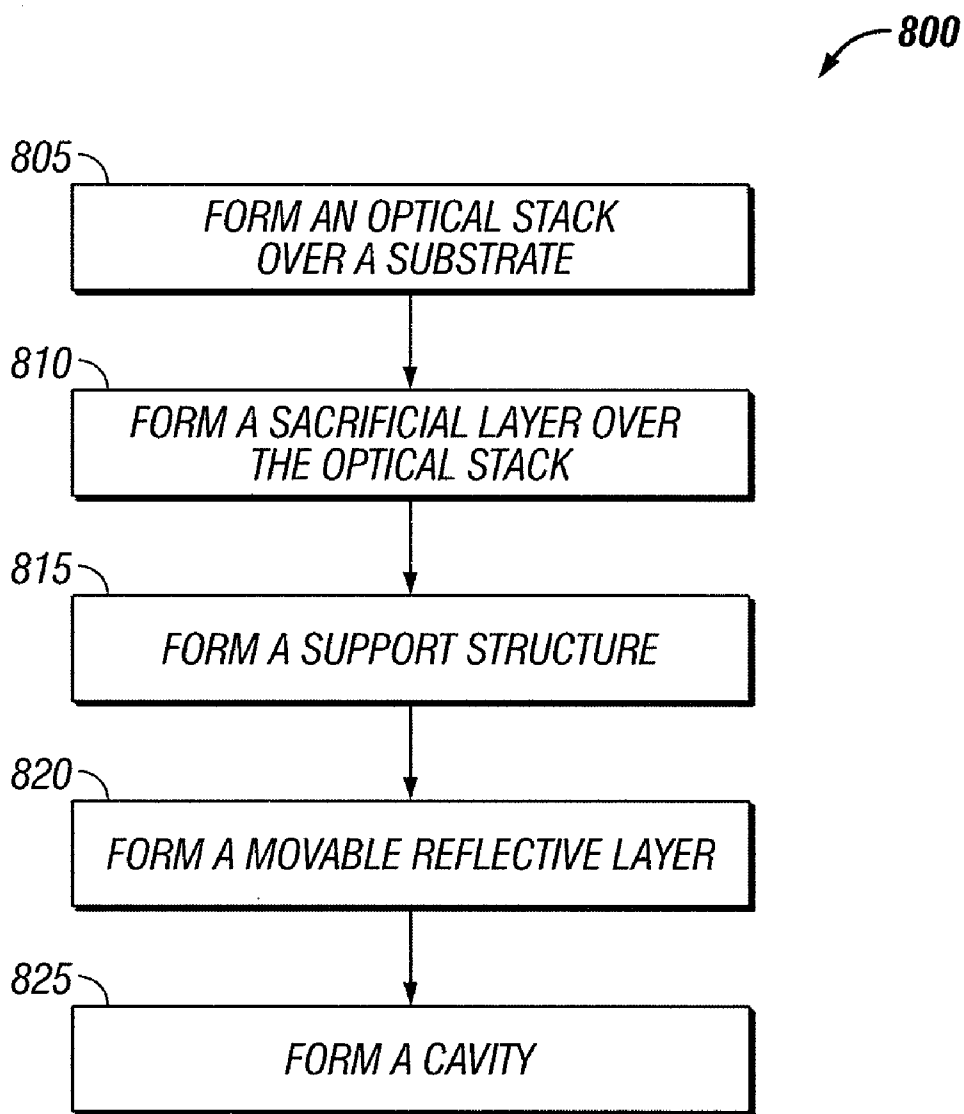 800
805
FORM AN OPTICAL STACK
OVER A SUBSTRATE
810
FORM A SACRIFICIAL LAYER OVER
THE OPTICAL STACK
815
FORM A SUPPORT STRUCTURE
820
FORM A MOVABLE REFLECTIVE LAYER
825
FORM A CAVITY